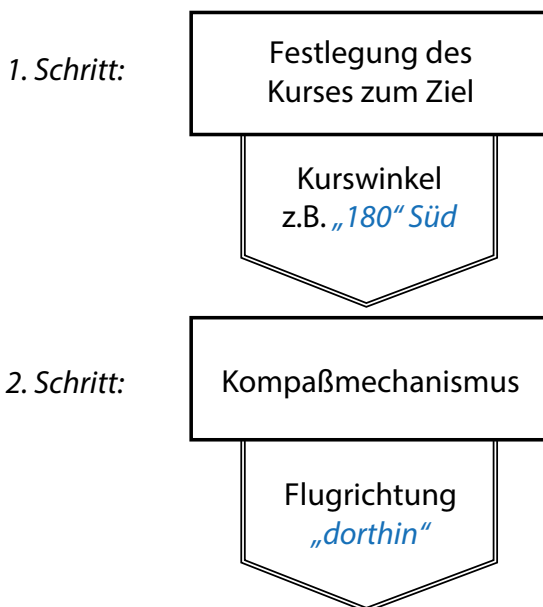 1. Schritt:
Festlegung des
Kurses zum Ziel
Kurswinkel
z.B. „180“ Süd
2. Schritt:
Kompaßmechanismus
Flugrichtung
„dorthin“